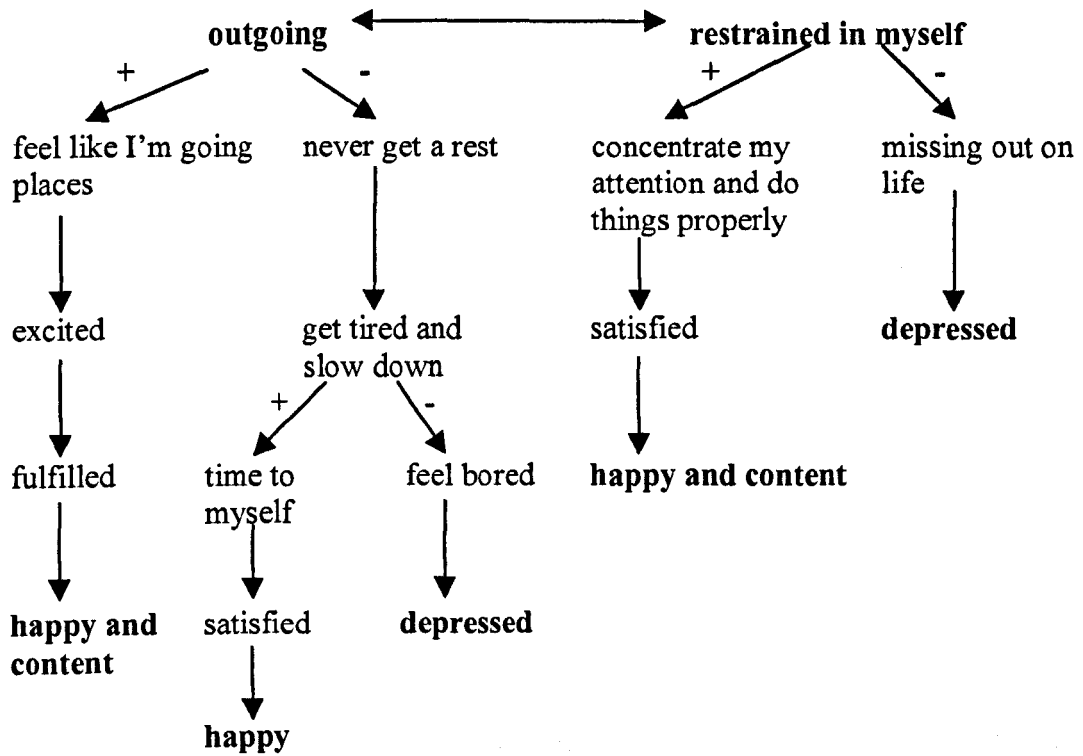 outgoing
restrained in myself
+
-
+
-
feel like I'm going
places
never get a rest
concentrate my
attention and do
things properly
missing out on
life
excited
get tired and
slow down
satisfied
depressed
+
-
fulfilled
time to
myself
feel bored
happy and content
happy and
content
satisfied
depressed
happy